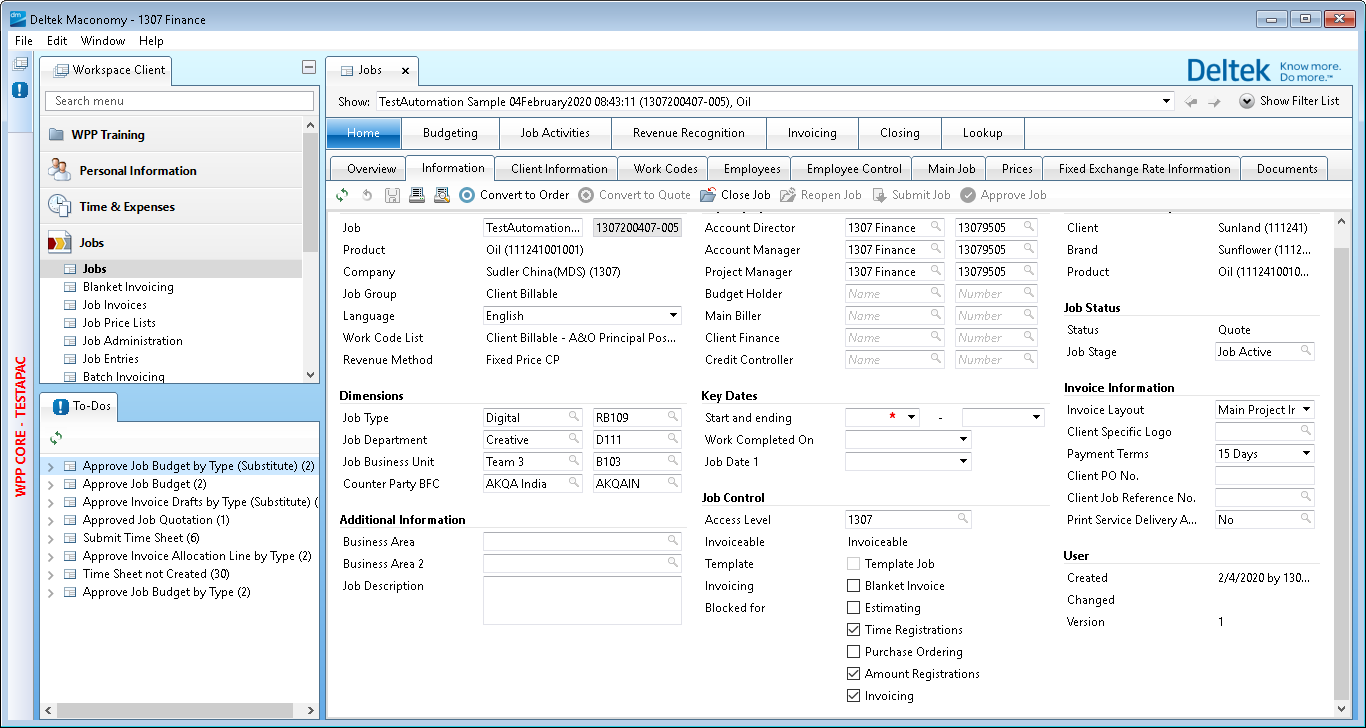 Deltek Maconomy - 1307 Finance
File Edit Window Help
Workspace Client
Search menu
WPP Training
Personal Information
Time & Expenses
Jobs
Jobs
Blanket Invoicing
Job Invoices
Job Price Lists
Job Administration
Job Entries
Batch Invoicing
WPP CORE - TESTAPAC
To-Dos
Approve Job Budget by Type (Substitute) (2)
Approve Job Budget (2)
Approve Invoice Drafts by Type (Substitute) (
Approved Job Quotation (1)
Submit Time Sheet (6)
Approve Invoice Allocation Line by Type (2)
Time Sheet not Created (30)
Approve Job Budget by Type (2)
Jobs
Deltek Know more. Do more.™
Show: TestAutomation Sample 04February2020 08:43:11 (1307200407-005), Oil
Show Filter List
Home Budgeting Job Activities Revenue Recognition Invoicing Closing Lookup
Overview Information Client Information Work Codes Employees Employee Control Main Job Prices Fixed Exchange Rate Information Documents
Convert to Order Convert to Quote Close Job Reopen Job Submit Job Approve Job
Job TestAutomation... 1307200407-005
Product Oil (111241001001)
Company Sudler China(MDS) (1307)
Job Group Client Billable
Language English
Work Code List Client Billable - A&O Principal Pos...
Revenue Method Fixed Price CP
Dimensions
Job Type Digital RB109
Job Department Creative D111
Job Business Unit Team 3 B103
Counter Party BFC AKQA India AKQAIN
Additional Information
Business Area
Business Area 2
Job Description
Account Director 1307 Finance 13079505
Account Manager 1307 Finance 13079505
Project Manager 1307 Finance 13079505
Budget Holder Name Number
Main Biller Name Number
Client Finance Name Number
Credit Controller Name Number
Key Dates
Start and ending * -
Work Completed On
Job Date 1
Job Control
Access Level 1307
Invoiceable Invoiceable
Template Template Job
Invoicing Blanket Invoice
Blocked for Estimating
Time Registrations
Purchase Ordering
Amount Registrations
Invoicing
Client Sunland (111241)
Brand Sunflower (1112...
Product Oil (1112410010...
Job Status
Status Quote
Job Stage Job Active
Invoice Information
Invoice Layout Main Project Ir
Client Specific Logo
Payment Terms 15 Days
Client PO No.
Client Job Reference No.
Print Service Delivery A... No
User
Created 2/4/2020 by 130...
Changed
Version 1